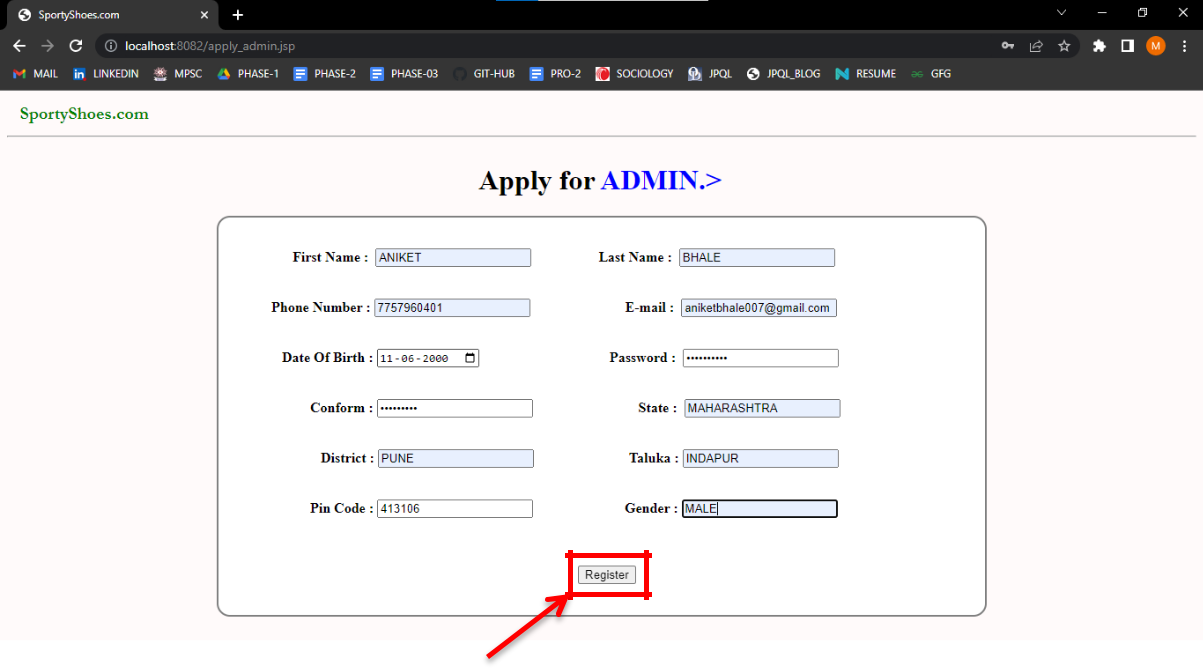 SportyShoes.com
localhost:8082/apply_admin.jsp
M
MAIL LINKEDIN MPSC PHASE-1 PHASE-2 PHASE-03 GIT-HUB PRO-2 SOCIOLOGY JPQL JPQL_BLOG RESUME GFG
SportyShoes.com
Apply for ADMIN.>
First Name : ANIKET Last Name : BHALE
Phone Number : 7757960401 E-mail : aniketbhale007@gmail.com
Date Of Birth : 11-06-2000 Password : ••••••••••
Conform : ••••••••• State : MAHARASHTRA
District : PUNE Taluka : INDAPUR
Pin Code : 413106 Gender : MALE
Register